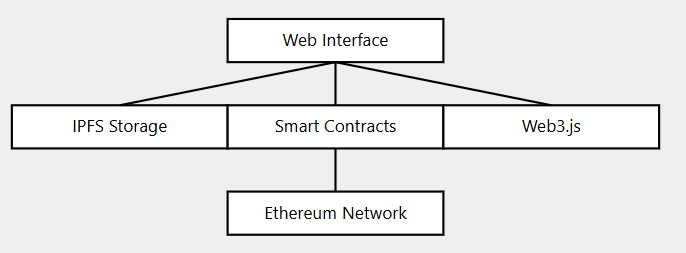 Web Interface
IPFS Storage
Smart Contracts
Web3.js
Ethereum Network